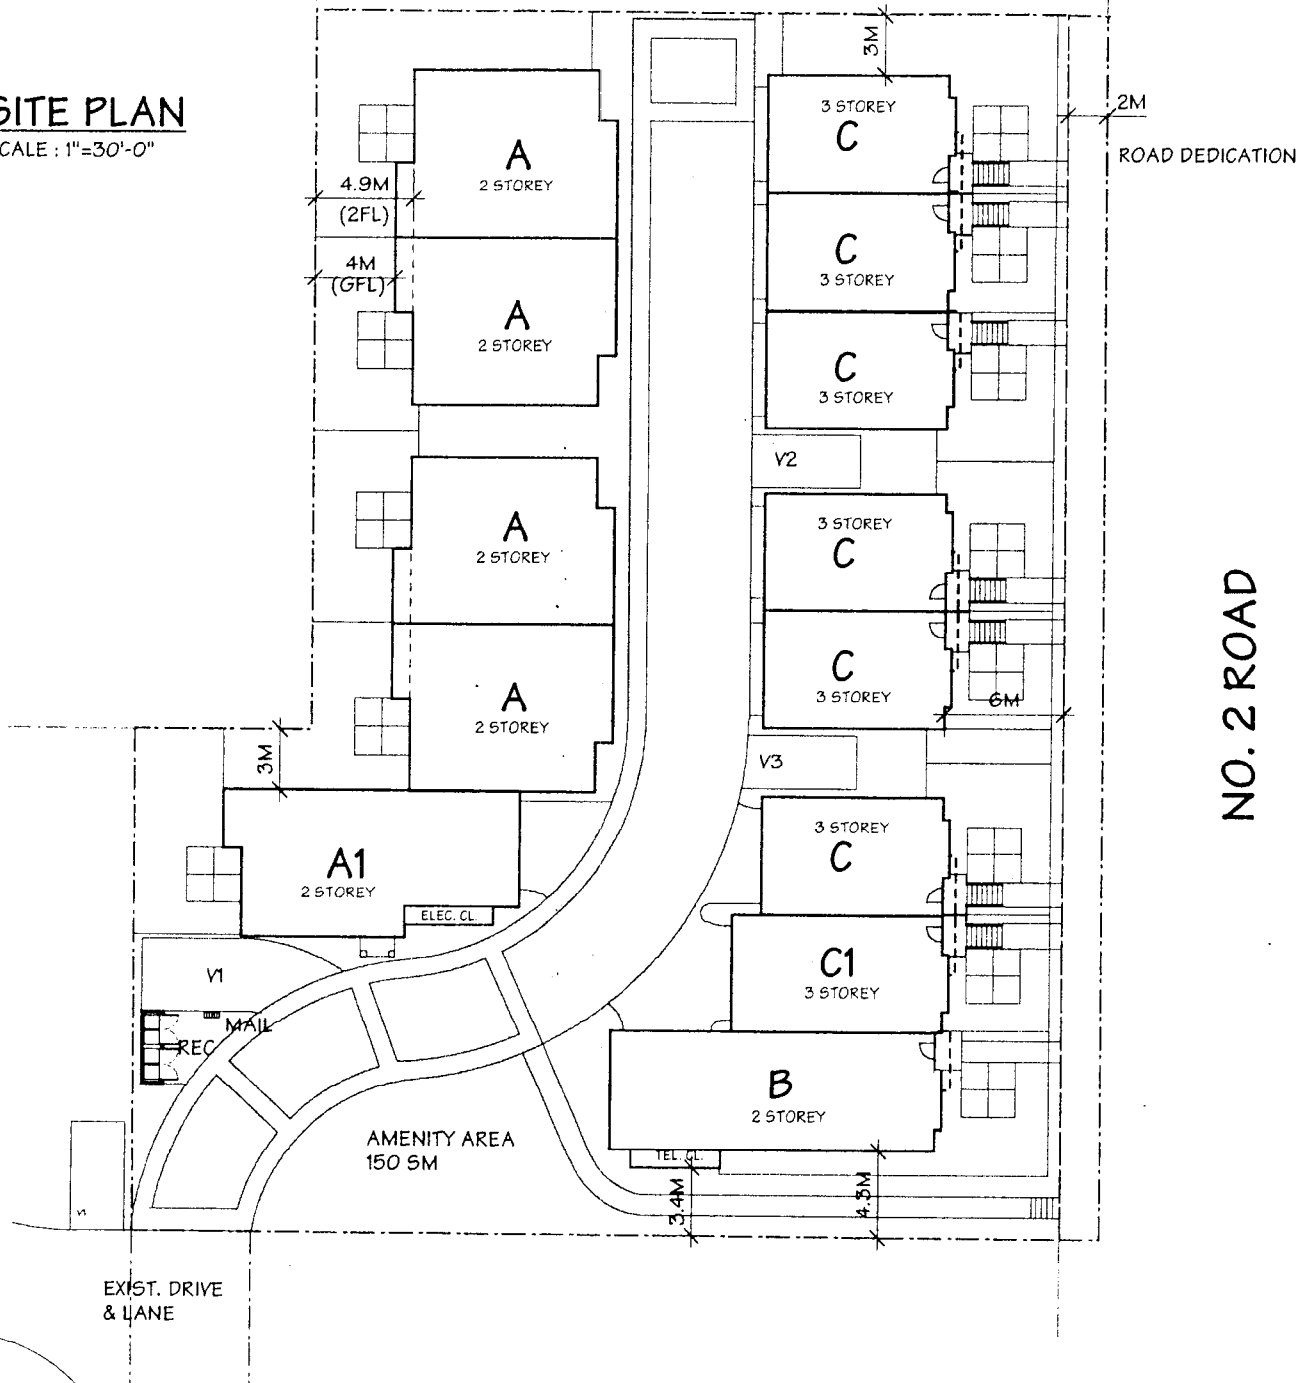 SITE PLAN
SCALE : 1"=30'-0"
3M
2M
ROAD DEDICATION
3 STOREY
C
A
2 STOREY
4.9M
(2FL)
C
3 STOREY
4M
(GFL)
A
2 STOREY
C
3 STOREY
V2
A
2 STOREY
3 STOREY
C
A
2 STOREY
C
3 STOREY
6M
NO. 2 ROAD
3M
V3
3 STOREY
C
A1
2 STOREY
ELEC. CL.
C1
3 STOREY
V1
MAIL
REC
B
2 STOREY
AMENITY AREA
150 SM
TEL. CL.
3.4M
4.3M
EXIST. DRIVE
& LANE